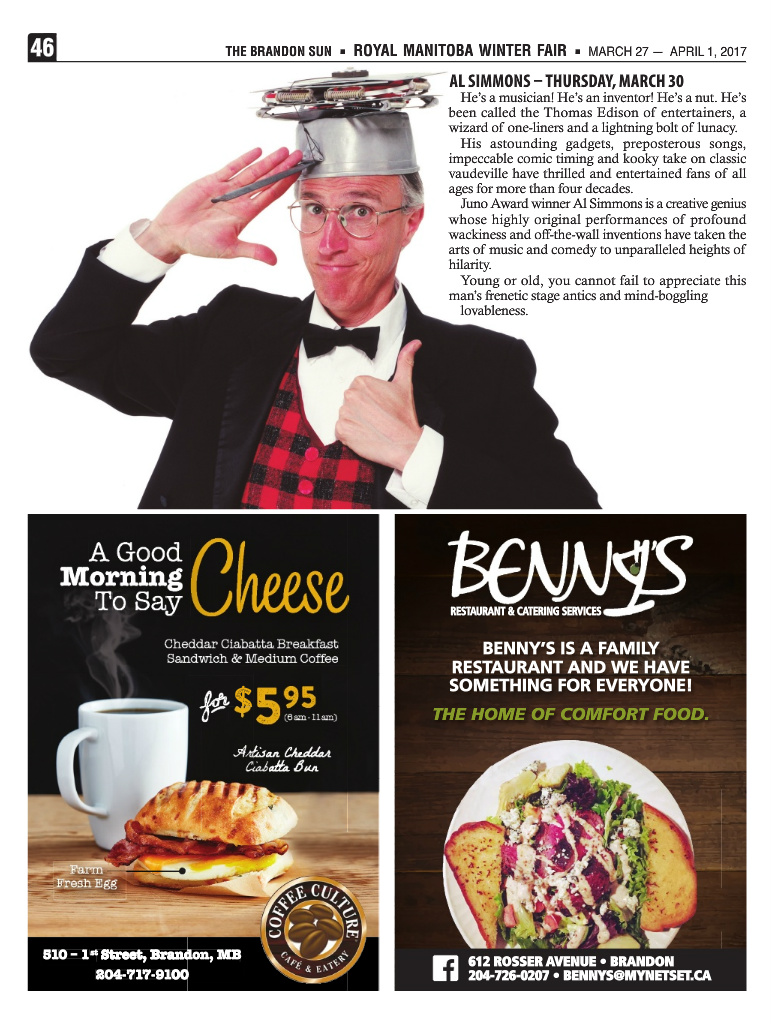 46
THE BRANDON SUN ▪ ROYAL MANITOBA WINTER FAIR ▪ MARCH 27 — APRIL 1, 2017
AL SIMMONS – THURSDAY, MARCH 30
He's a musician! He's an inventor! He's a nut. He's
been called the Thomas Edison of entertainers, a
wizard of one-liners and a lightning bolt of lunacy.
His astounding gadgets, preposterous songs,
impeccable comic timing and kooky take on classic
vaudeville have thrilled and entertained fans of all
ages for more than four decades.
Juno Award winner Al Simmons is a creative genius
whose highly original performances of profound
wackiness and off-the-wall inventions have taken the
arts of music and comedy to unparalleled heights of
hilarity.
Young or old, you cannot fail to appreciate this
man's frenetic stage antics and mind-boggling
lovableness.
A Good
Morning
To Say
Cheese
Cheddar Ciabatta Breakfast
Sandwich & Medium Coffee
for $5.95
(6am - 11am)
Artisan Cheddar
Ciabatta Bun
Farm
Fresh Egg
COFFEE CULTURE
CAFÉ & EATERY
510 – 1st Street, Brandon, MB
204-717-9100
BENNY'S
RESTAURANT & CATERING SERVICES
BENNY'S IS A FAMILY
RESTAURANT AND WE HAVE
SOMETHING FOR EVERYONE!
THE HOME OF COMFORT FOOD.
f
612 ROSSER AVENUE • BRANDON
204-726-0207 • BENNYS@MYNETSET.CA